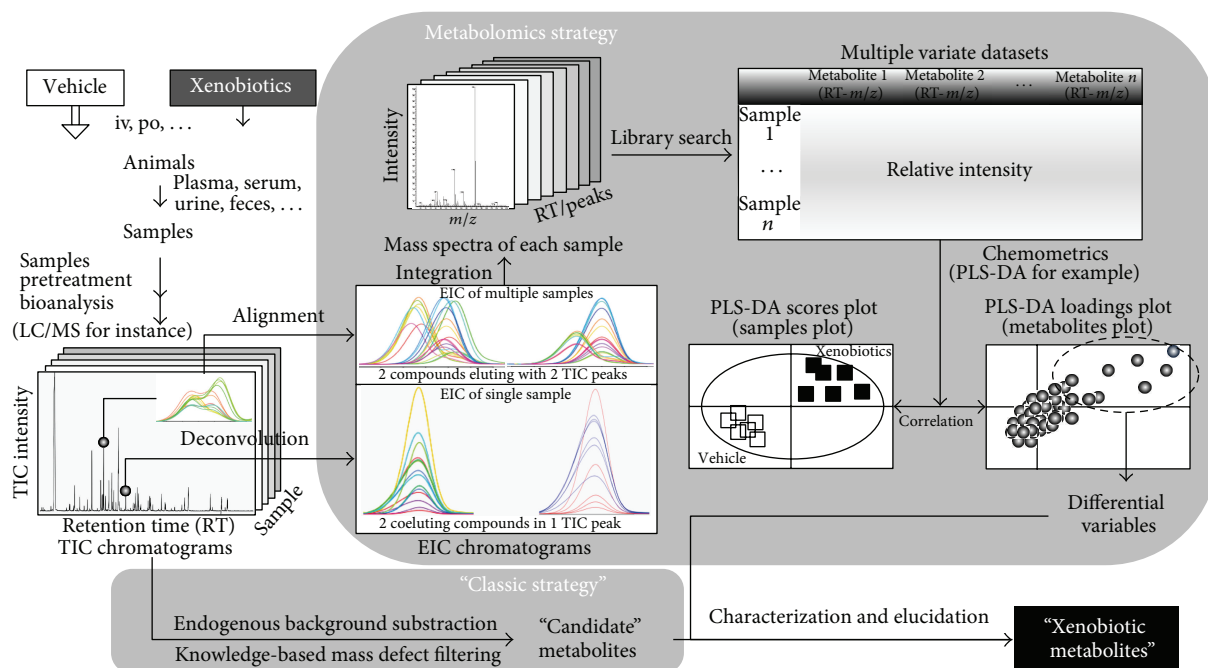 Metabolomics strategy
Vehicle
Xenobiotics
iv, po, . . .
Animals
Plasma, serum,
urine, feces, . . .
Samples
Samples
pretreatment
bioanalysis
(LC/MS for instance)
TIC intensity
Retention time (RT)
TIC chromatograms
Sample
Alignment
Deconvolution
Intensity
m/z
RT/peaks
Mass spectra of each sample
Integration
EIC of multiple samples
2 compounds eluting with 2 TIC peaks
EIC of single sample
2 coeluting compounds in 1 TIC peak
EIC chromatograms
Library search
Multiple variate datasets
Metabolite 1
(RT-m/z)
Metabolite 2
(RT-m/z)
. . .
Metabolite n
(RT-m/z)
Sample
1
. . .
Sample
n
Relative intensity
Chemometrics
(PLS-DA for example)
PLS-DA scores plot
(samples plot)
Xenobiotics
Vehicle
Correlation
PLS-DA loadings plot
(metabolites plot)
Differential
variables
“Classic strategy”
Endogenous background substraction
Knowledge-based mass defect filtering
“Candidate”
metabolites
Characterization and elucidation
“Xenobiotic
metabolites”